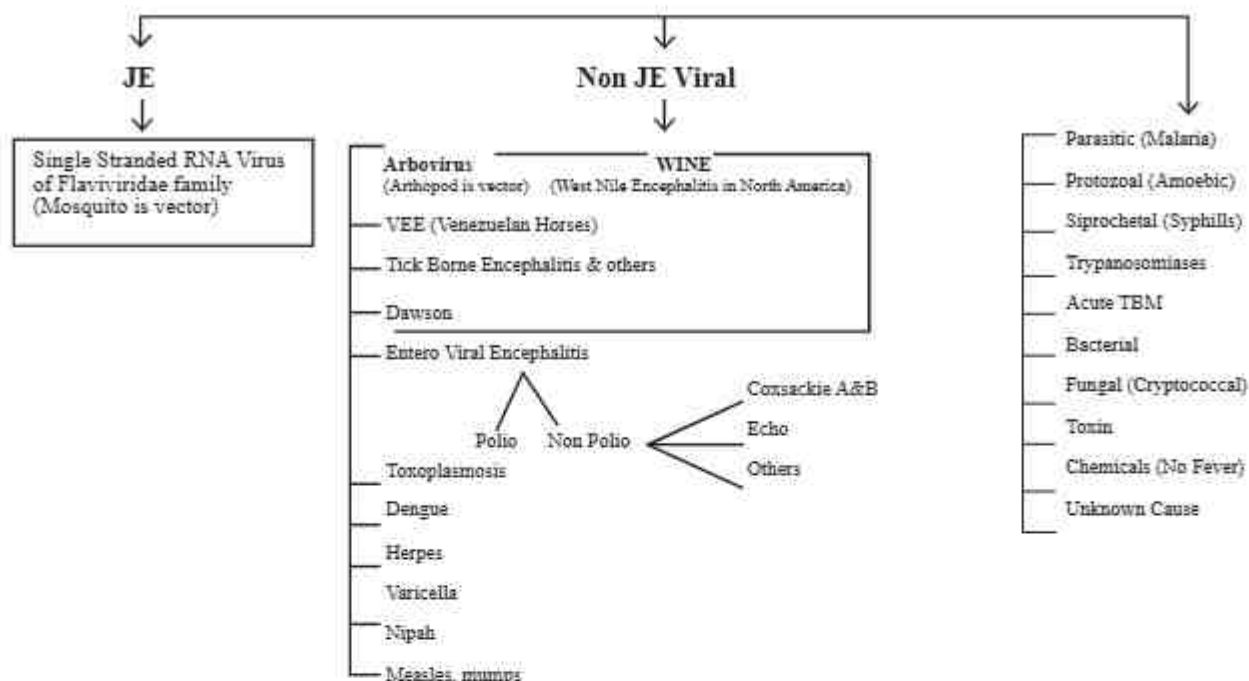 JE
Single Stranded RNA Virus
of Flaviviridae family
(Mosquito is vector)
Non JE Viral
Arbovirus
(Arthopod is vector)
WINE
(West Nile Encephalitis in North America)
VEE (Venezuelan Horses)
Tick Borne Encephalitis & others
Dawson
Entero Viral Encephalitis
Polio
Non Polio
Coxsackie A&B
Echo
Others
Toxoplasmosis
Dengue
Herpes
Varicella
Nipah
Measles, mumps
Parasitic (Malaria)
Protozoal (Amoebic)
Siprochetal (Syphills)
Trypanosomiases
Acute TBM
Bacterial
Fungal (Cryptococcal)
Toxin
Chemicals (No Fever)
Unknown Cause